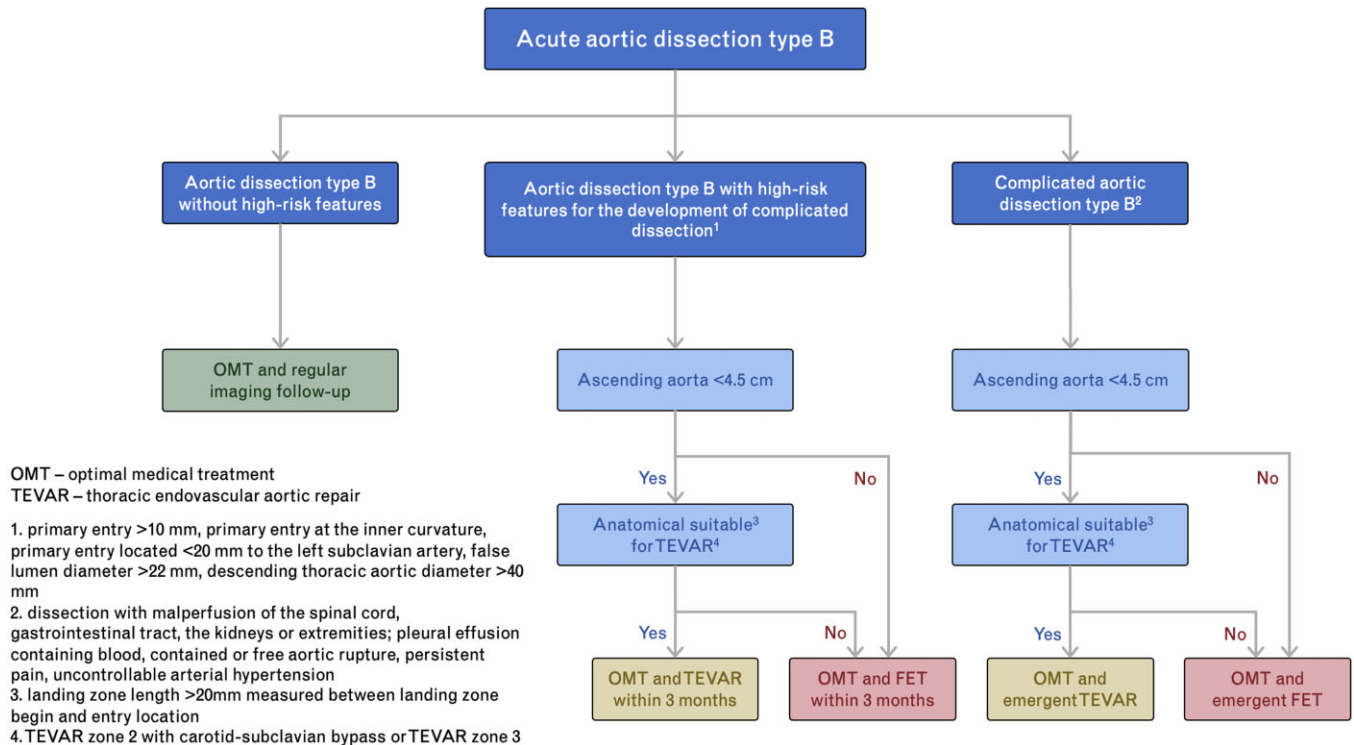 Acute aortic dissection type B
Aortic dissection type B
without high-risk features
Aortic dissection type B with high-risk
features for the development of complicated
dissection¹
Complicated aortic
dissection type B²
OMT and regular
imaging follow-up
Ascending aorta <4.5 cm
Ascending aorta <4.5 cm
Yes
No
Yes
No
Anatomical suitable³
for TEVAR⁴
Anatomical suitable³
for TEVAR⁴
Yes
No
Yes
No
OMT and TEVAR
within 3 months
OMT and FET
within 3 months
OMT and
emergent TEVAR
OMT and
emergent FET
OMT – optimal medical treatment
TEVAR – thoracic endovascular aortic repair
1. primary entry >10 mm, primary entry at the inner curvature,
primary entry located <20 mm to the left subclavian artery, false
lumen diameter >22 mm, descending thoracic aortic diameter >40
mm
2. dissection with malperfusion of the spinal cord,
gastrointestinal tract, the kidneys or extremities; pleural effusion
containing blood, contained or free aortic rupture, persistent
pain, uncontrollable arterial hypertension
3. landing zone length >20mm measured between landing zone
begin and entry location
4. TEVAR zone 2 with carotid-subclavian bypass or TEVAR zone 3